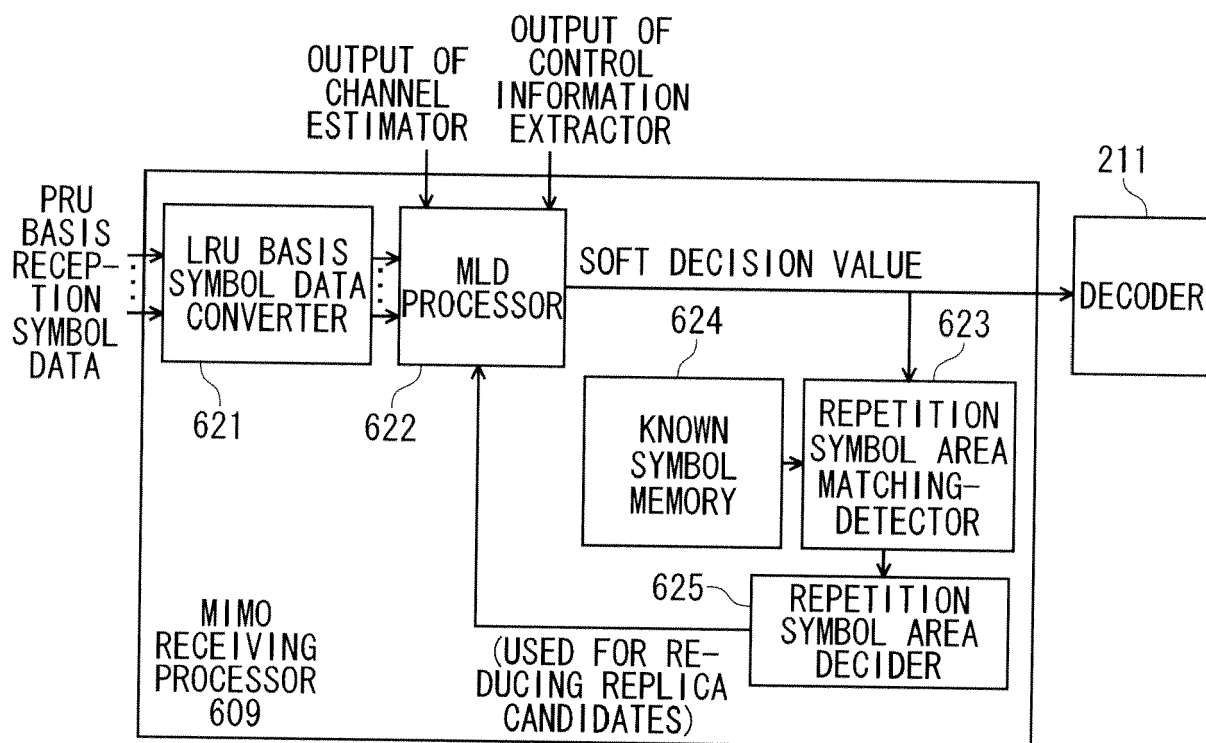 OUTPUT OF
CHANNEL
ESTIMATOR
OUTPUT OF
CONTROL
INFORMATION
EXTRACTOR
211
PRU
BASIS
RECEP-
TION
SYMBOL
DATA
LRU BASIS
SYMBOL DATA
CONVERTER
621
MLD
PROCESSOR
622
SOFT DECISION VALUE
DECODER
624
623
KNOWN
SYMBOL
MEMORY
REPETITION
SYMBOL AREA
MATCHING-
DETECTOR
625
REPETITION
SYMBOL AREA
DECIDER
(USED FOR RE-
DUCING REPLICA
CANDIDATES)
MIMO
RECEIVING
PROCESSOR
609